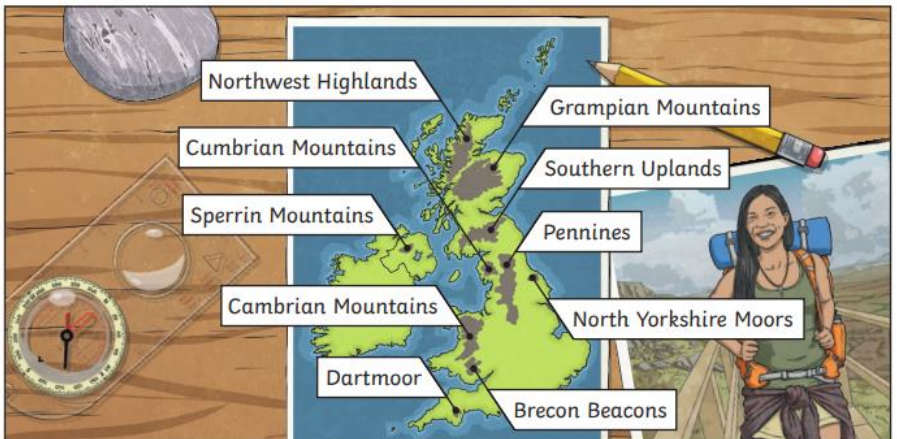 Northwest Highlands
Grampian Mountains
Cumbrian Mountains
Southern Uplands
Sperrin Mountains
Pennines
Cambrian Mountains
North Yorkshire Moors
Dartmoor
Brecon Beacons